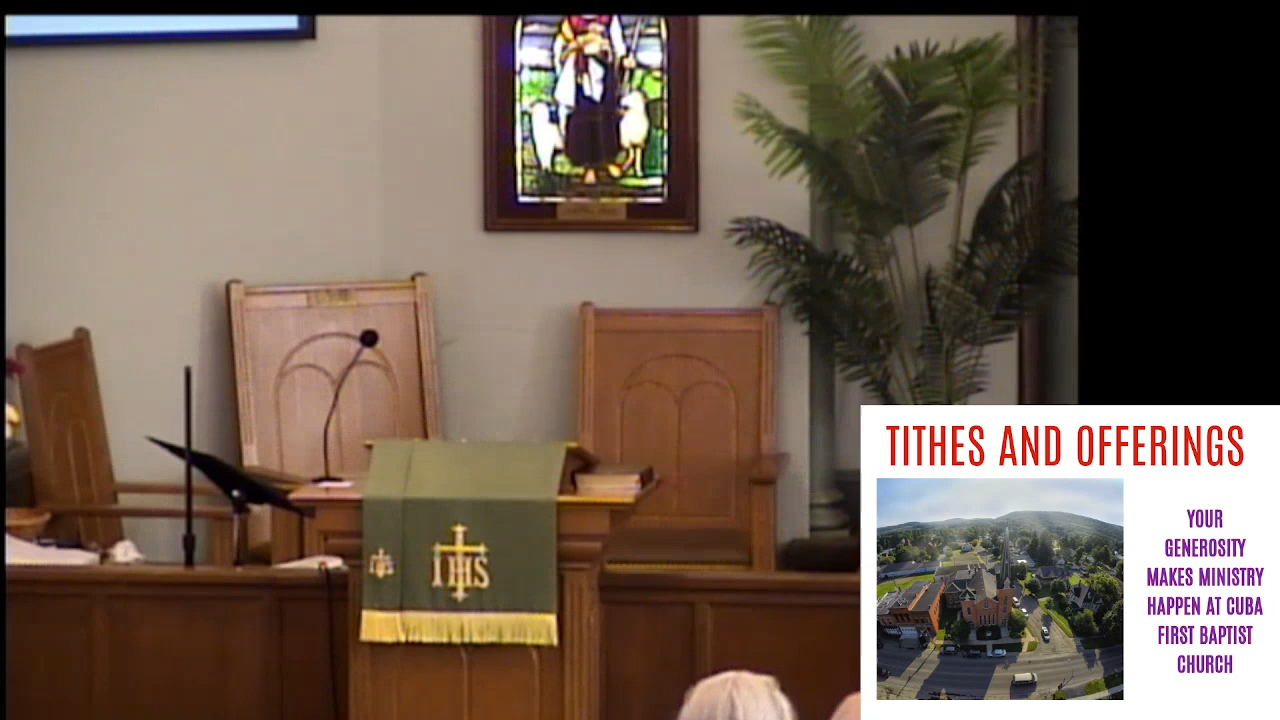 IHS
TITHES AND OFFERINGS
YOUR
GENEROSITY
MAKES MINISTRY
HAPPEN AT CUBA
FIRST BAPTIST
CHURCH